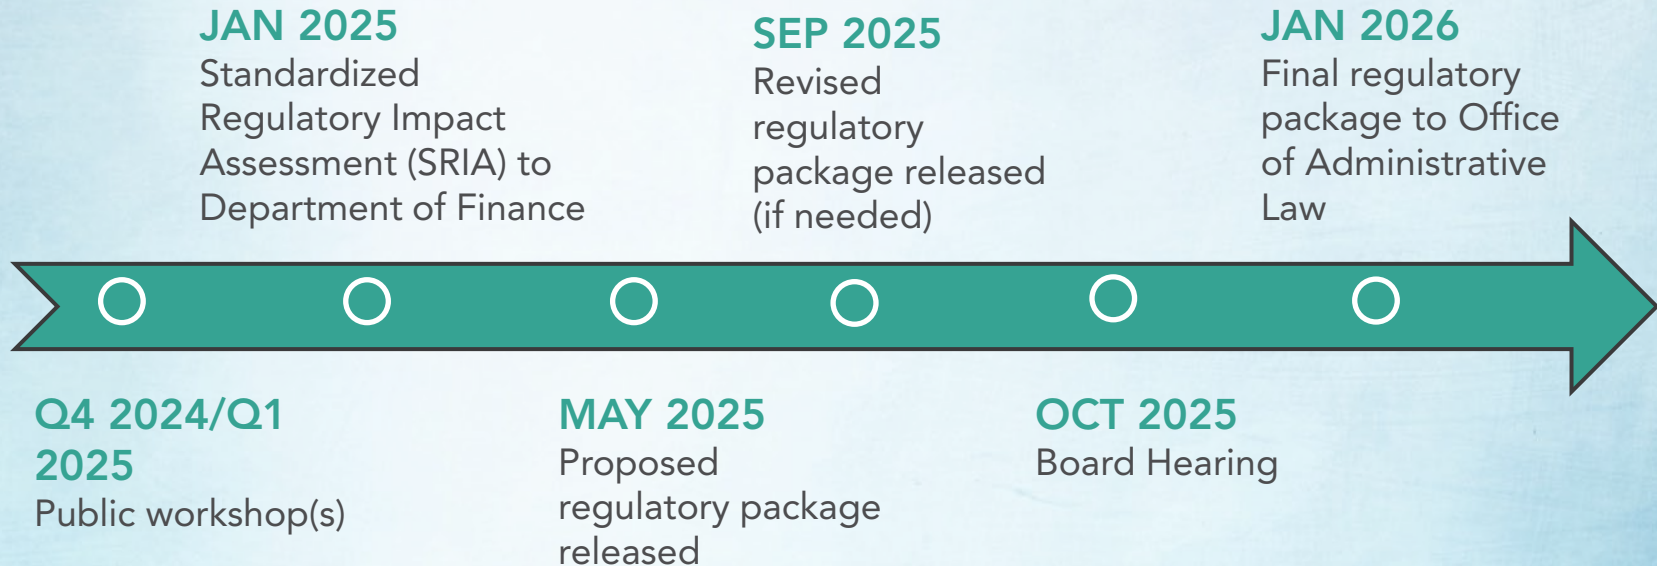 JAN 2025
Standardized
Regulatory Impact
Assessment (SRIA) to
Department of Finance
SEP 2025
Revised
regulatory
package released
(if needed)
JAN 2026
Final regulatory
package to Office
of Administrative
Law
Q4 2024/Q1
2025
Public workshop(s)
MAY 2025
Proposed
regulatory package
released
OCT 2025
Board Hearing